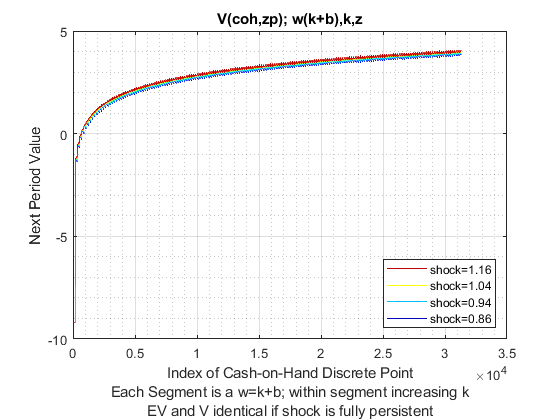 V(coh,zp); w(k+b),k,z
5
0
-5
-10
Next Period Value
shock=1.16
shock=1.04
shock=0.94
shock=0.86
0 0.5 1 1.5 2 2.5 3 3.5
×10⁴
Index of Cash-on-Hand Discrete Point
Each Segment is a w=k+b; within segment increasing k
EV and V identical if shock is fully persistent